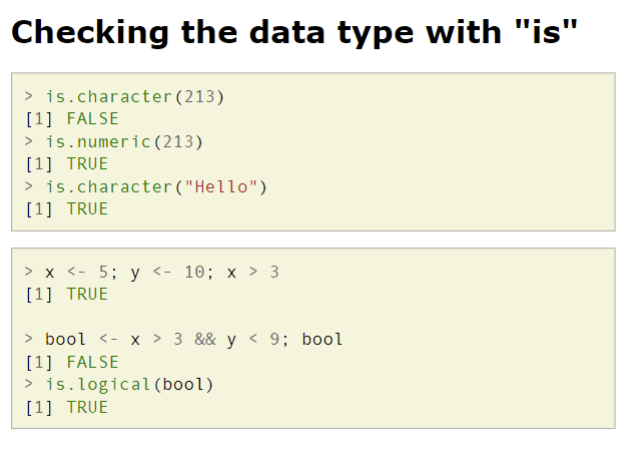 Checking the data type with "is"
> is.character(213)
[1] FALSE
> is.numeric(213)
[1] TRUE
> is.character("Hello")
[1] TRUE
> x <- 5; y <- 10; x > 3
[1] TRUE
> bool <- x > 3 && y < 9; bool
[1] FALSE
> is.logical(bool)
[1] TRUE